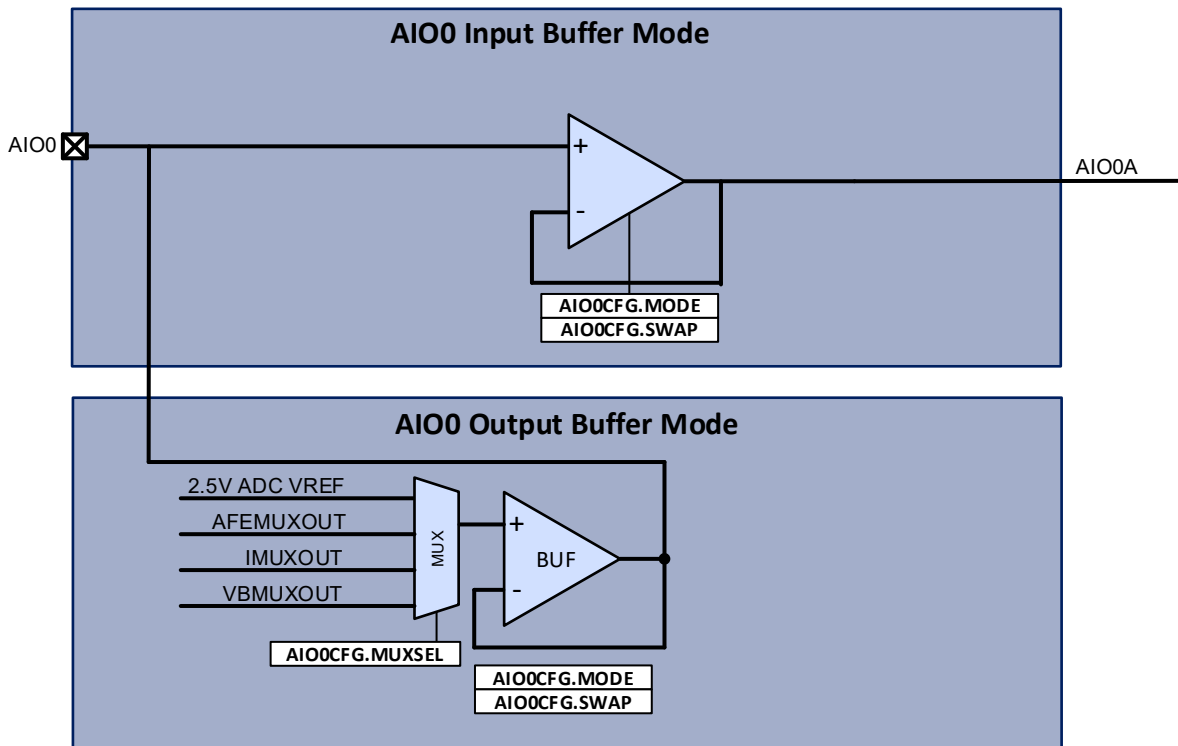 AIO0 Input Buffer Mode
AIO0
+
-
AIO0A
AIO0CFG.MODE
AIO0CFG.SWAP
AIO0 Output Buffer Mode
2.5V ADC VREF
AFEMUXOUT
IMUXOUT
VBMUXOUT
MUX
+
BUF
-
AIO0CFG.MUXSEL
AIO0CFG.MODE
AIO0CFG.SWAP